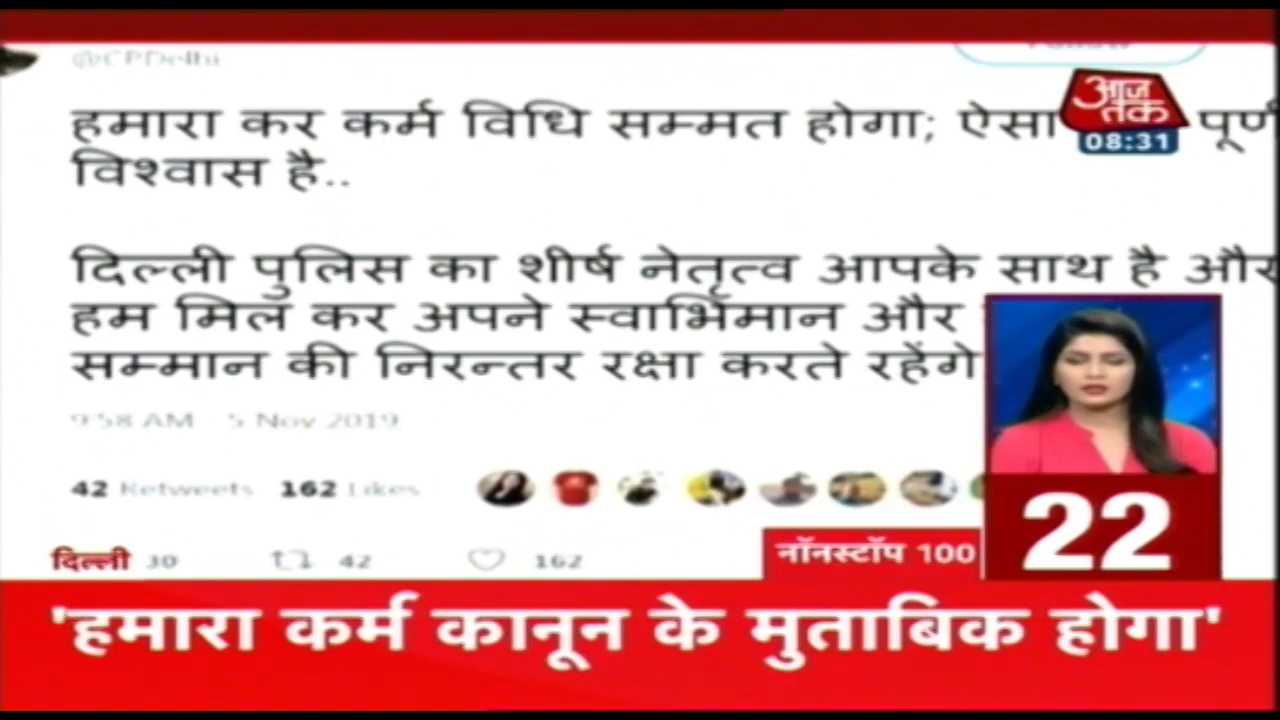 @CPDelhi
आज तक
08:31
हमारा कर कर्म विधि सम्मत होगा; ऐसा पूर्ण
विश्वास है..
दिल्ली पुलिस का शीर्ष नेतृत्व आपके साथ है और
हम मिल कर अपने स्वाभिमान और
सम्मान की निरन्तर रक्षा करते रहेंगे
9:58 AM 5 Nov 2019
42 Retweets 162 Likes
22
दिल्ली 30 42 162
नॉनस्टॉप 100
'हमारा कर्म कानून के मुताबिक होगा'